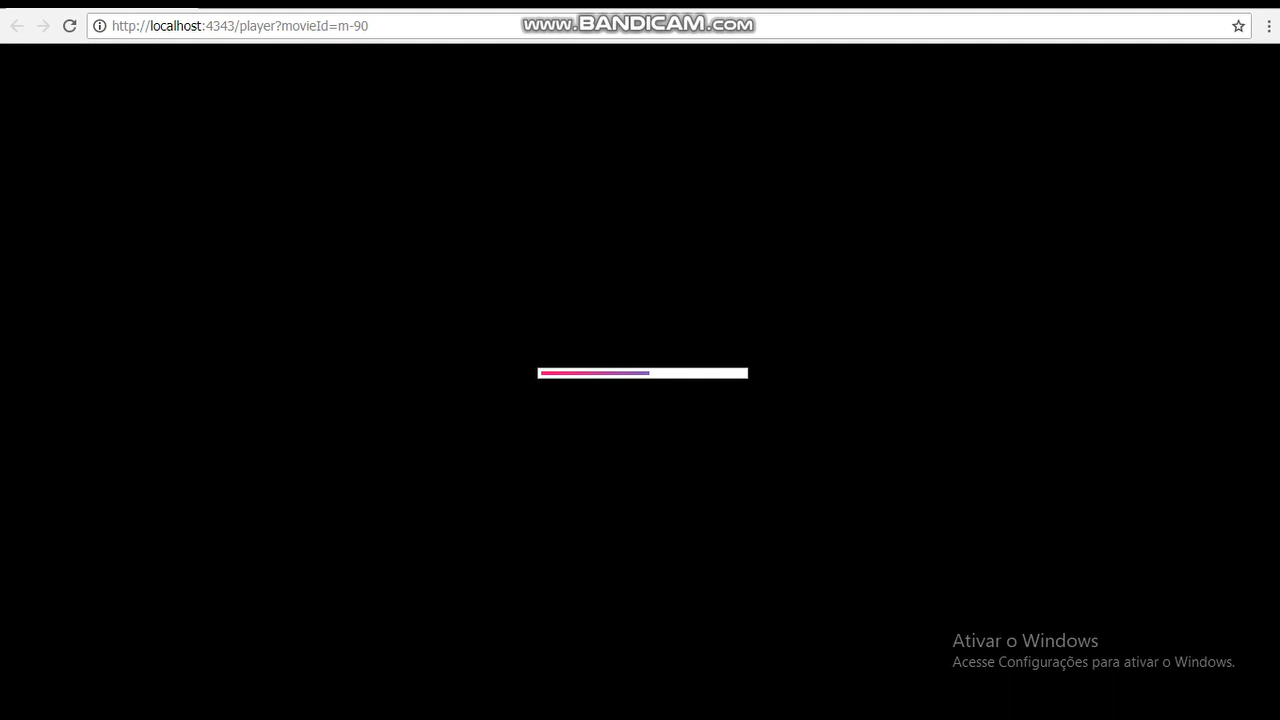 http://localhost:4343/player?movieId=m-90
www.BANDICAM.com
Ativar o Windows
Acesse Configurações para ativar o Windows.